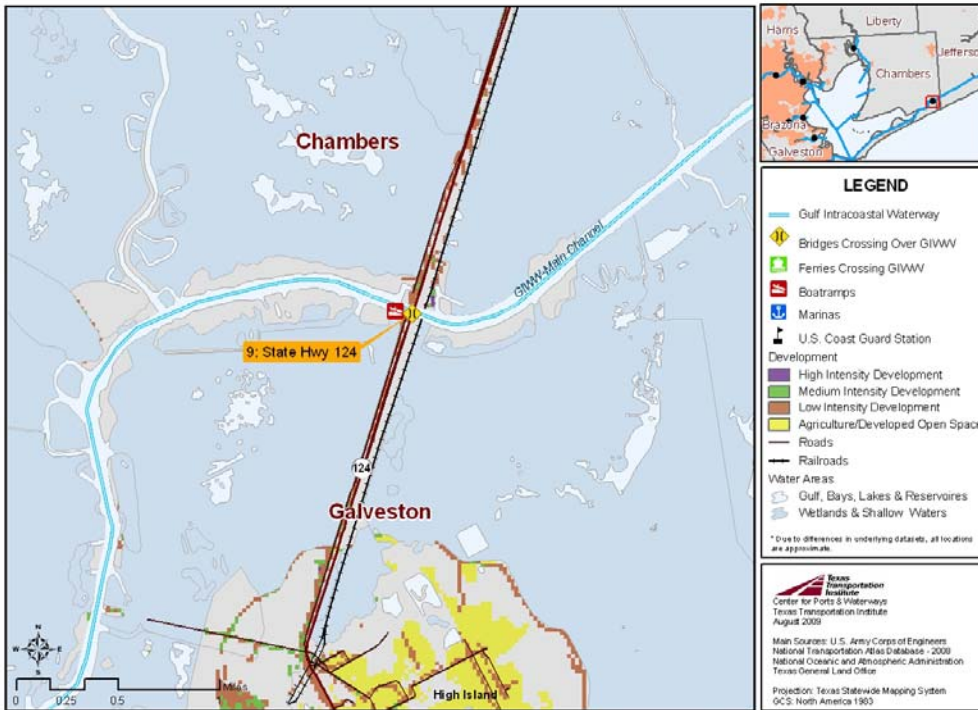 Chambers
GIWW-Main Channel
9: State Hwy 124
124
Galveston
High Island
N
W E
S
Miles
0 0.25 0.5
Harris
Liberty
Jefferson
Chambers
Brazoria
Galveston
LEGEND
Gulf Intracoastal Waterway
Bridges Crossing Over GIWW
Ferries Crossing GIWW
Boatramps
Marinas
U.S. Coast Guard Station
Development
High Intensity Development
Medium Intensity Development
Low Intensity Development
Agriculture/Developed Open Space
Roads
Railroads
Water Areas
Gulf, Bays, Lakes & Reservoires
Wetlands & Shallow Waters
* Due to differences in underlying datasets, all locations
are approximate.
Texas
Transportation
Institute
Center for Ports & Waterways
Texas Transportation Institute
August 2009
Main Sources: U.S. Army Corps of Engineers
National Transportation Atlas Database - 2008
National Oceanic and Atmospheric Administration
Texas General Land Office
Projection: Texas Statewide Mapping System
GCS: North America 1983